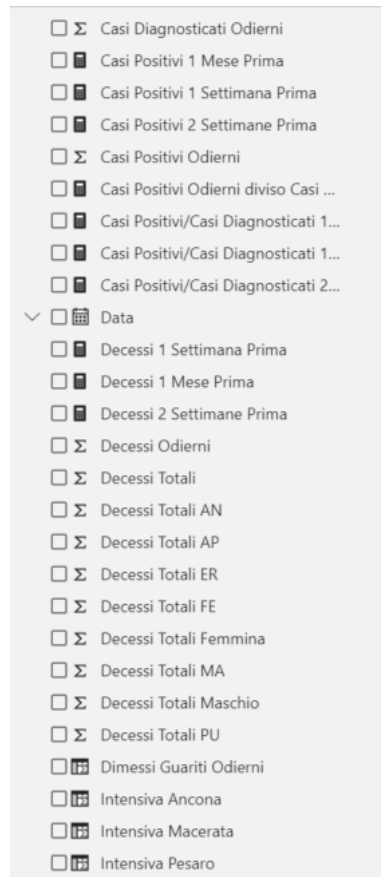 Casi Diagnosticati Odierni
Casi Positivi 1 Mese Prima
Casi Positivi 1 Settimana Prima
Casi Positivi 2 Settimane Prima
Casi Positivi Odierni
Casi Positivi Odierni diviso Casi ...
Casi Positivi/Casi Diagnosticati 1...
Casi Positivi/Casi Diagnosticati 1...
Casi Positivi/Casi Diagnosticati 2...
Data
Decessi 1 Settimana Prima
Decessi 1 Mese Prima
Decessi 2 Settimane Prima
Decessi Odierni
Decessi Totali
Decessi Totali AN
Decessi Totali AP
Decessi Totali ER
Decessi Totali FE
Decessi Totali Femmina
Decessi Totali MA
Decessi Totali Maschio
Decessi Totali PU
Dimessi Guariti Odierni
Intensiva Ancona
Intensiva Macerata
Intensiva Pesaro